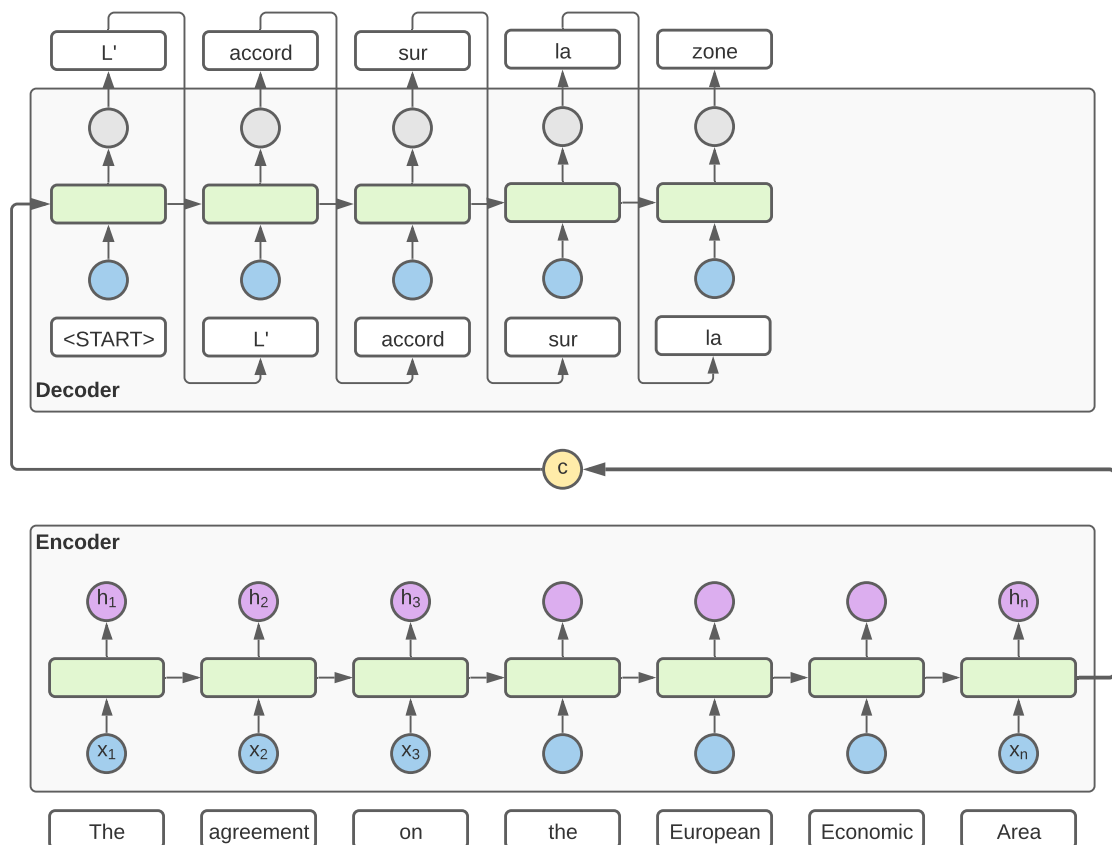 L' accord sur la zone
<START> L' accord sur la
Decoder
c
Encoder
h₁ h₂ h₃ hₙ
x₁ x₂ x₃ xₙ
The agreement on the European Economic Area